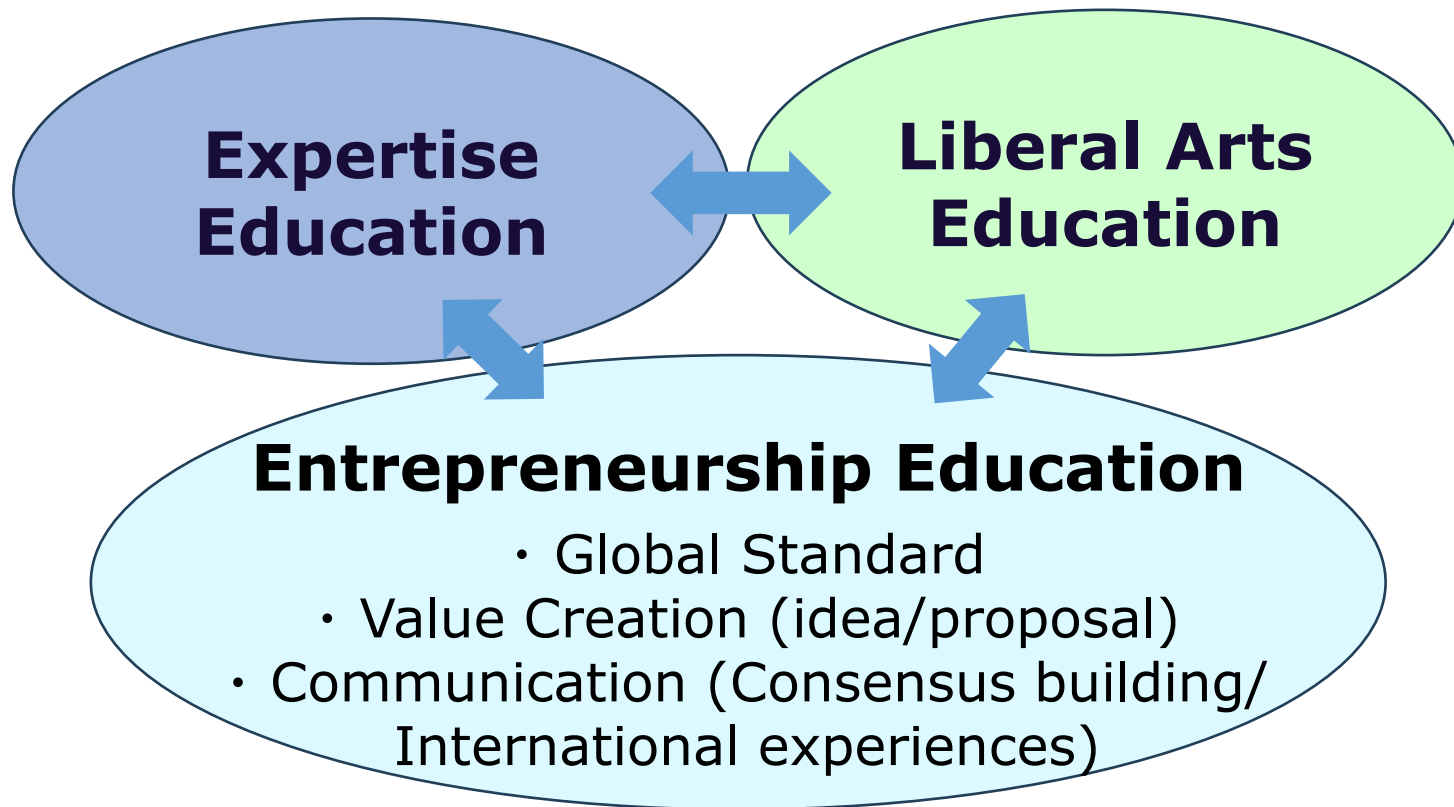 Expertise
Education
Liberal Arts
Education
Entrepreneurship Education
・Global Standard
・Value Creation (idea/proposal)
・Communication (Consensus building/
International experiences)